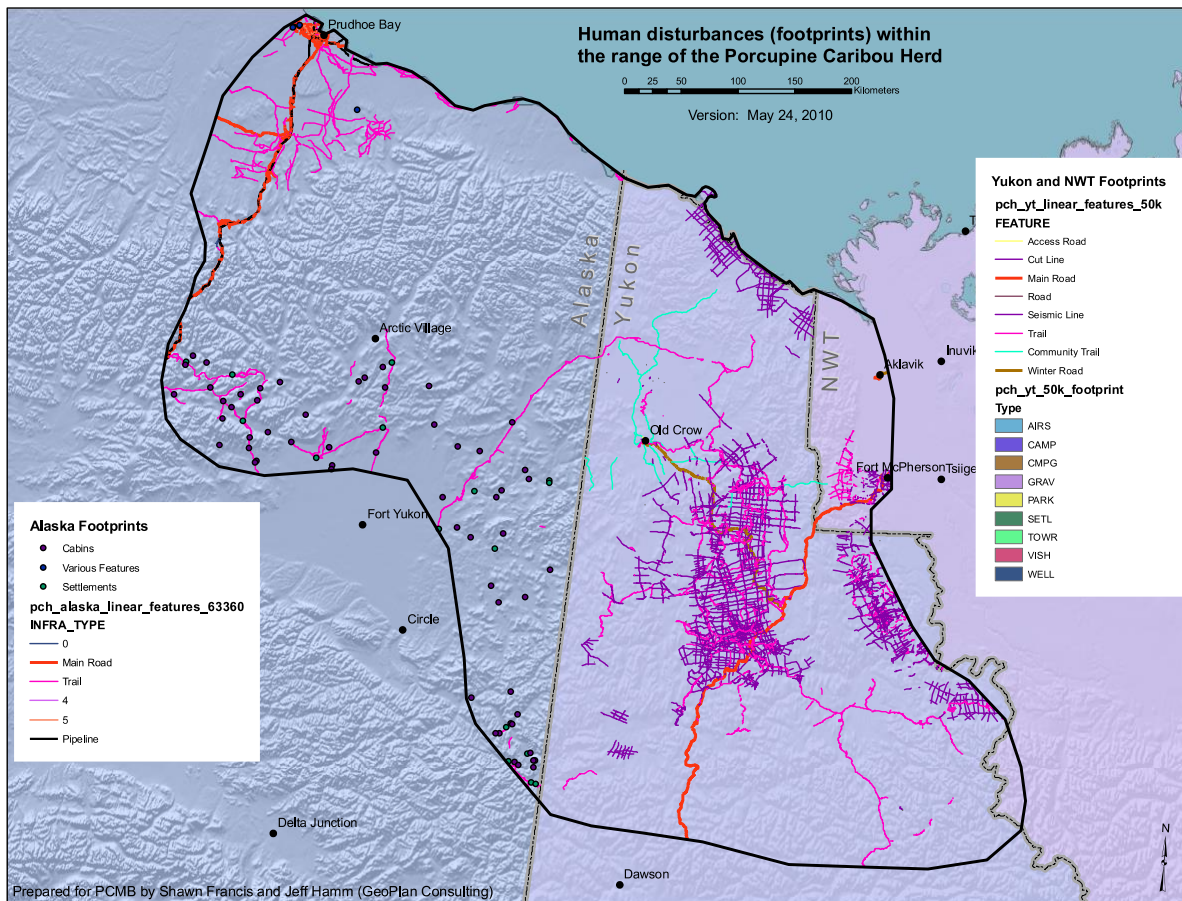 Prudhoe Bay
Human disturbances (footprints) within
the range of the Porcupine Caribou Herd
0 25 50 100 150 200
Kilometers
Version: May 24, 2010
Yukon and NWT Footprints
pch_yt_linear_features_50k
FEATURE
Access Road
Cut Line
Main Road
Road
Seismic Line
Trail
Community Trail
Winter Road
pch_yt_50k_footprint
Type
AIRS
CAMP
CMPG
GRAV
PARK
SETL
TOWR
VISH
WELL
T
Alaska
Yukon
NWT
Arctic Village
Inuvik
Aklavik
Old Crow
Fort McPherson
Tsiige
Fort Yukon
Circle
Alaska Footprints
Cabins
Various Features
Settlements
pch_alaska_linear_features_63360
INFRA_TYPE
0
Main Road
Trail
4
5
Pipeline
Delta Junction
Dawson
N
Prepared for PCMB by Shawn Francis and Jeff Hamm (GeoPlan Consulting)